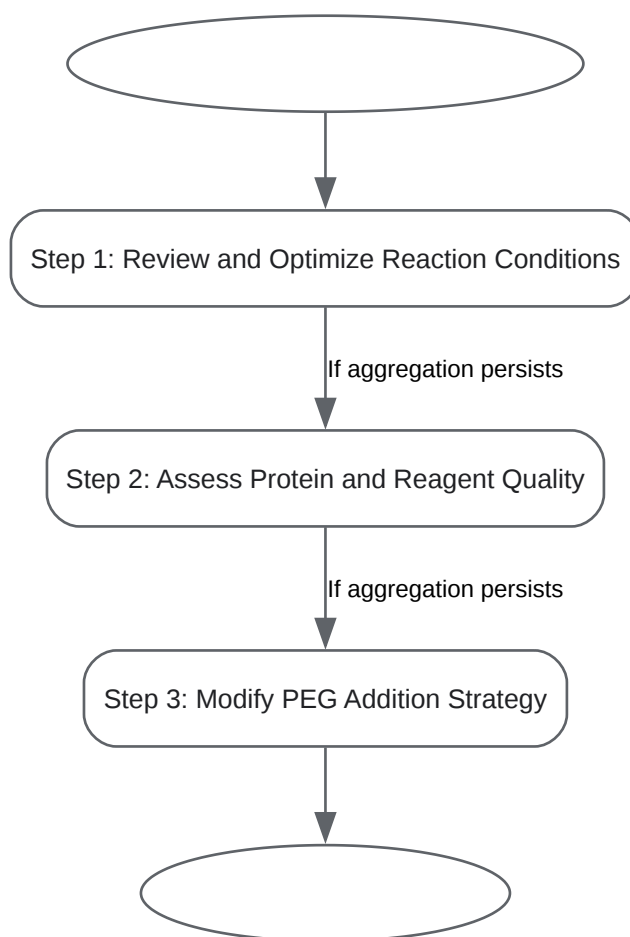 Step 1: Review and Optimize Reaction Conditions
If aggregation persists
Step 2: Assess Protein and Reagent Quality
If aggregation persists
Step 3: Modify PEG Addition Strategy